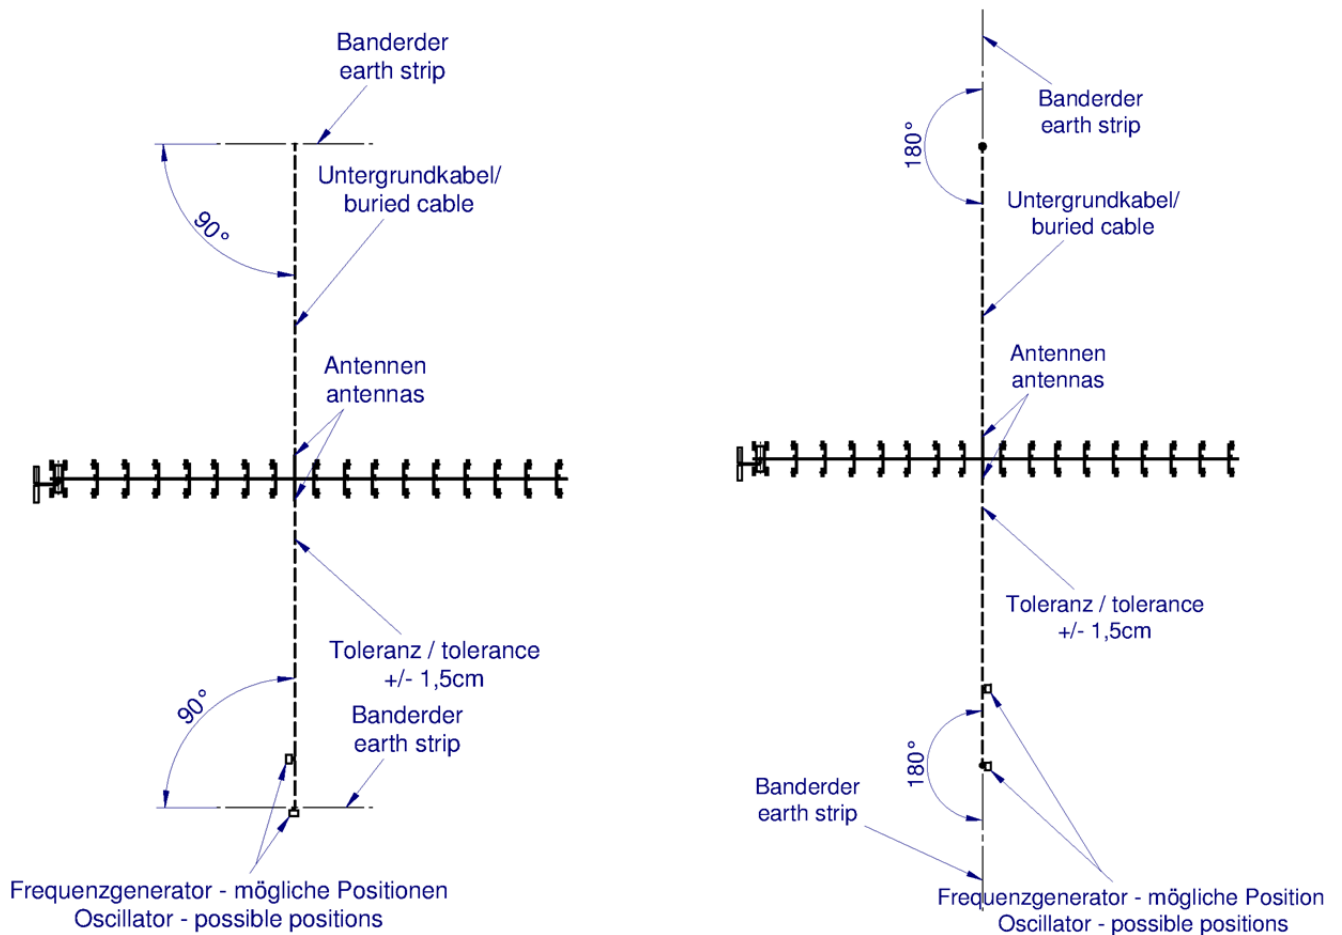 Banderder
earth strip
90°
Untergrundkabel/
buried cable
Antennen
antennas
Toleranz / tolerance
+/- 1,5cm
90°
Banderder
earth strip
Frequenzgenerator - mögliche Positionen
Oscillator - possible positions
Banderder
earth strip
180°
Untergrundkabel/
buried cable
Antennen
antennas
Toleranz / tolerance
+/- 1,5cm
180°
Banderder
earth strip
Frequenzgenerator - mögliche Position
Oscillator - possible positions